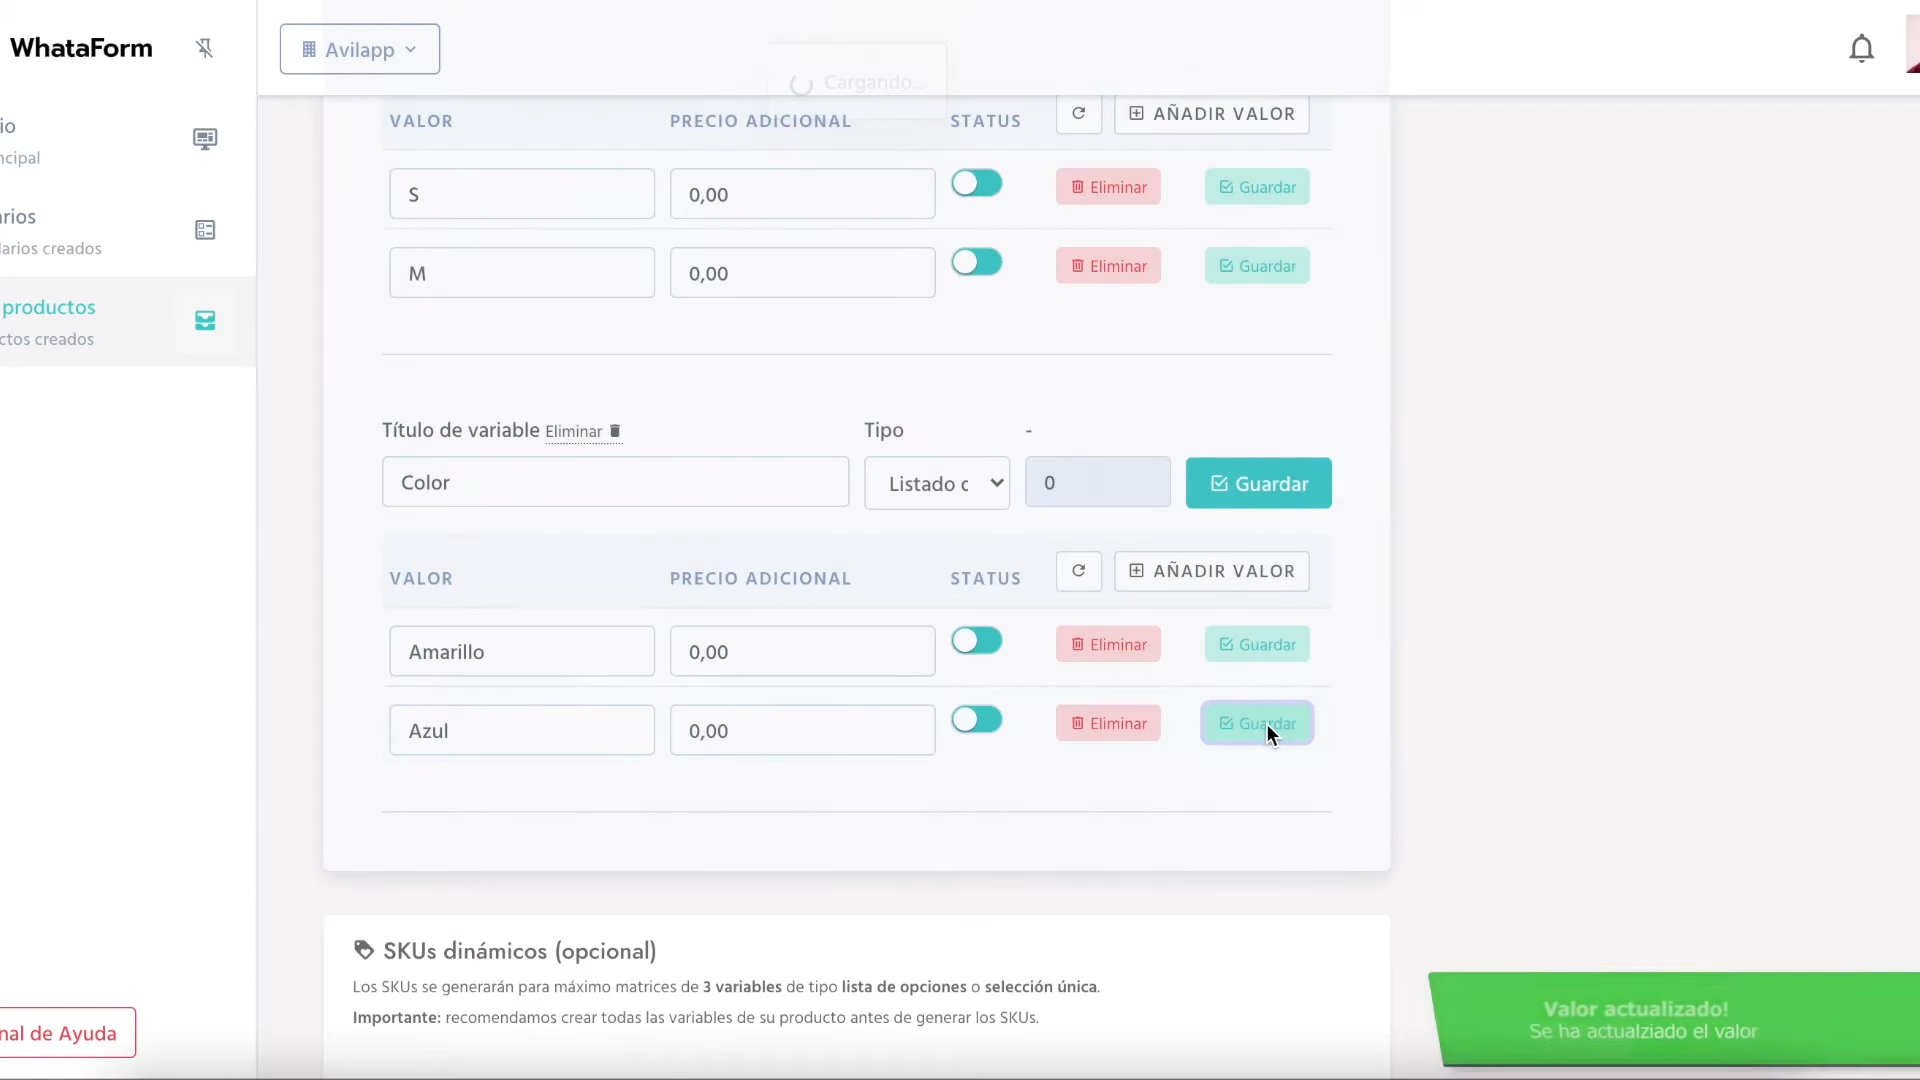 WhataForm
Avilapp
Cargando...
io
ncipal
rios
larios creados
productos
ctos creados
VALOR PRECIO ADICIONAL STATUS AÑADIR VALOR
S 0,00 Eliminar Guardar
M 0,00 Eliminar Guardar
Título de variable Eliminar Tipo -
Color Listado c 0 Guardar
VALOR PRECIO ADICIONAL STATUS AÑADIR VALOR
Amarillo 0,00 Eliminar Guardar
Azul 0,00 Eliminar Guardar
SKUs dinámicos (opcional)
Los SKUs se generarán para máximo matrices de 3 variables de tipo lista de opciones o selección única.
Importante: recomendamos crear todas las variables de su producto antes de generar los SKUs.
nal de Ayuda
Valor actualizado!
Se ha actualziado el valor